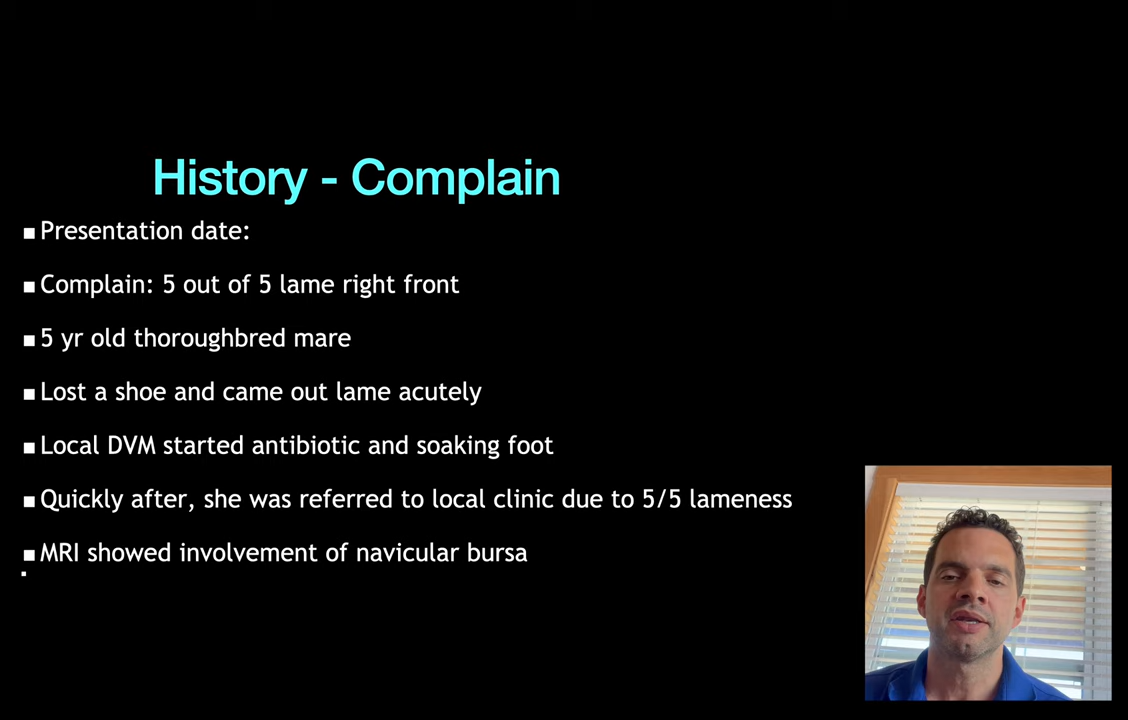 History - Complain
▪Presentation date:
▪Complain: 5 out of 5 lame right front
▪5 yr old thoroughbred mare
▪Lost a shoe and came out lame acutely
▪Local DVM started antibiotic and soaking foot
▪Quickly after, she was referred to local clinic due to 5/5 lameness
▪MRI showed involvement of navicular bursa